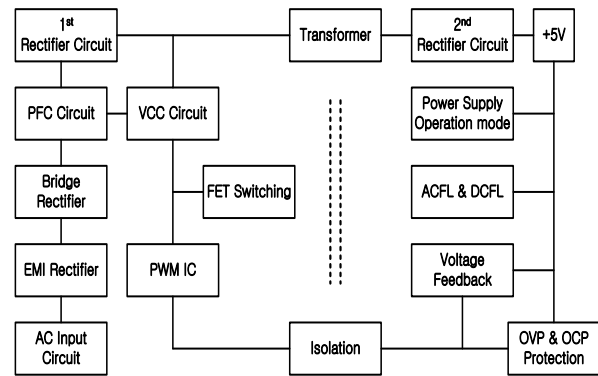 1st
Rectifier Circuit
Transformer
2nd
Rectifier Circuit
+5V
PFC Circuit
VCC Circuit
Power Supply
Operation mode
Bridge
Rectifier
FET Switching
ACFL & DCFL
EMI Rectifier
PWM IC
Voltage
Feedback
AC Input
Circuit
Isolation
OVP & OCP
Protection